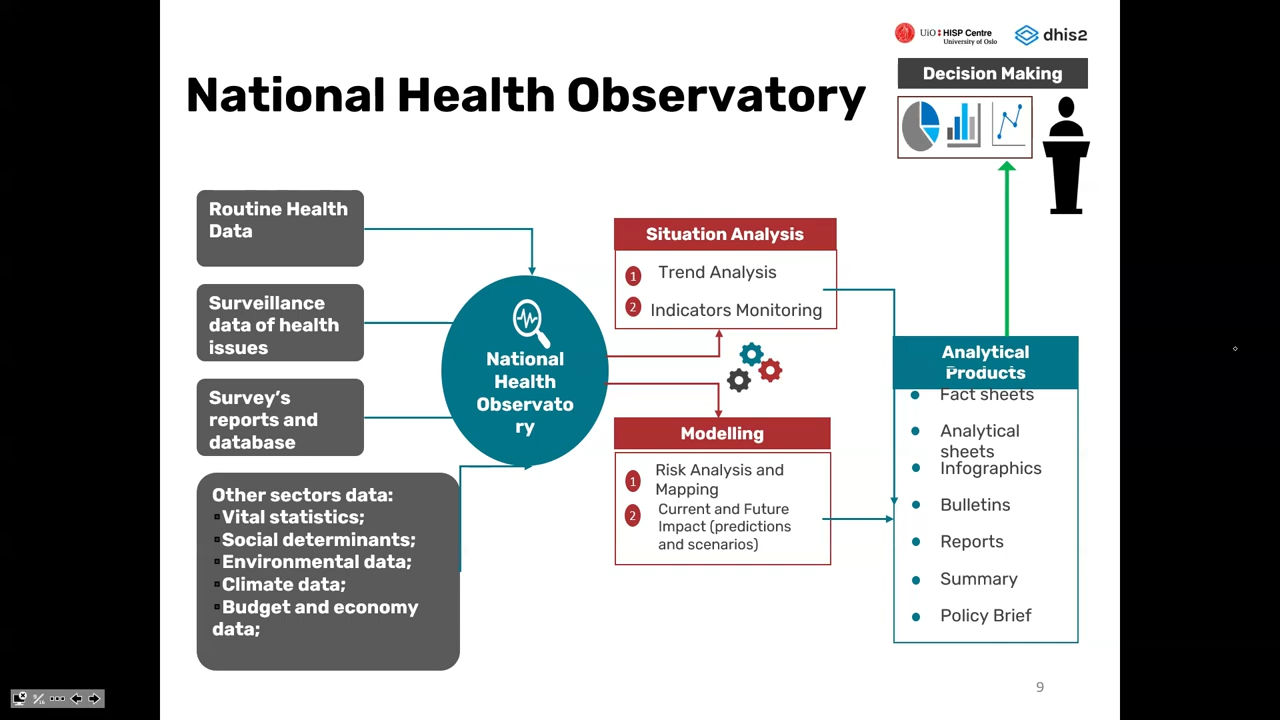 UiO: HISP Centre
University of Oslo
dhis2
Decision Making
National Health Observatory
Routine Health
Data
Surveillance
data of health
issues
Survey's
reports and
database
Other sectors data:
Vital statistics;
Social determinants;
Environmental data;
Climate data;
Budget and economy
data;
National
Health
Observato
ry
Situation Analysis
1 Trend Analysis
2 Indicators Monitoring
Modelling
1 Risk Analysis and
Mapping
2 Current and Future
Impact (predictions
and scenarios)
Analytical
Products
Fact sheets
Analytical
sheets
Infographics
Bulletins
Reports
Summary
Policy Brief
9